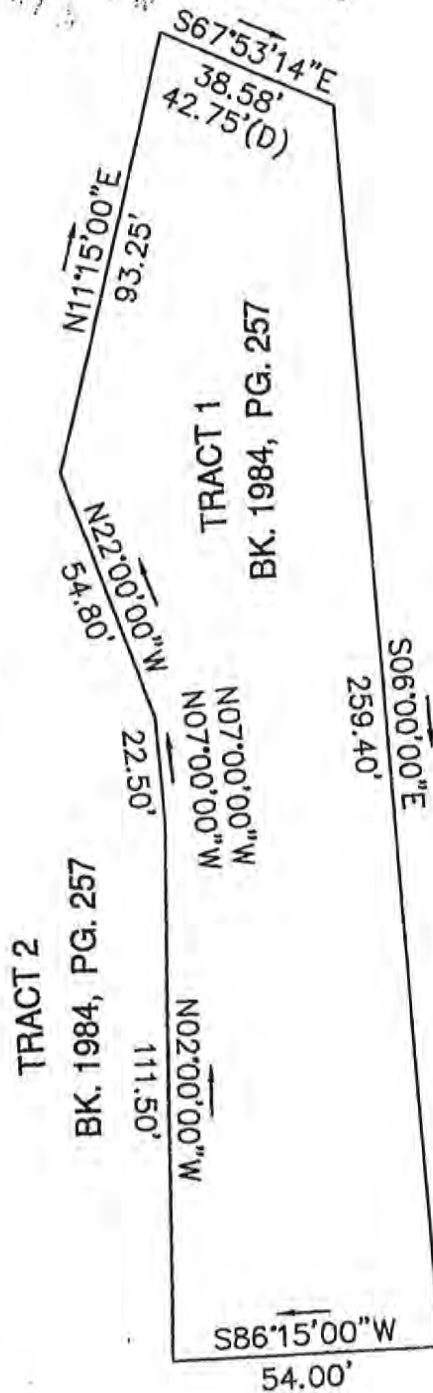 S67°53'14"E
38.58'
42.75'(D)
N11°15'00"E
93.25'
TRACT 1
BK. 1984, PG. 257
N22°00'00"W
54.80'
S06°00'00"E
259.40'
22.50'
N07°00'00"W
N07°00'00"W
TRACT 2
BK. 1984, PG. 257
N02°00'00"W
111.50'
S86°15'00"W
54.00'